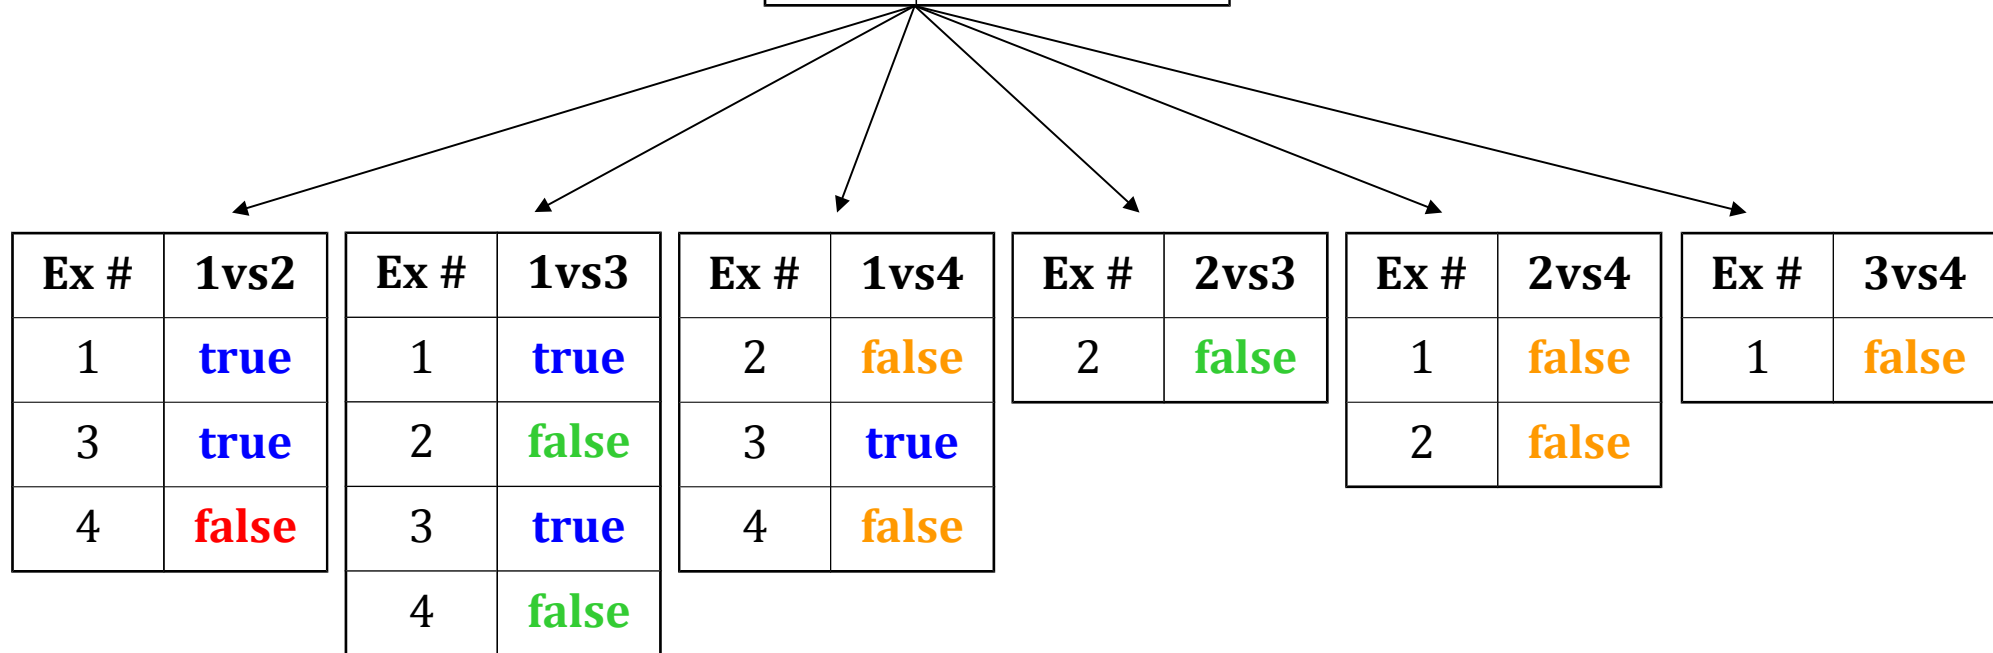 Ex # 1vs2
1 true
3 true
4 false
Ex # 1vs3
1 true
2 false
3 true
4 false
Ex # 1vs4
2 false
3 true
4 false
Ex # 2vs3
2 false
Ex # 2vs4
1 false
2 false
Ex # 3vs4
1 false